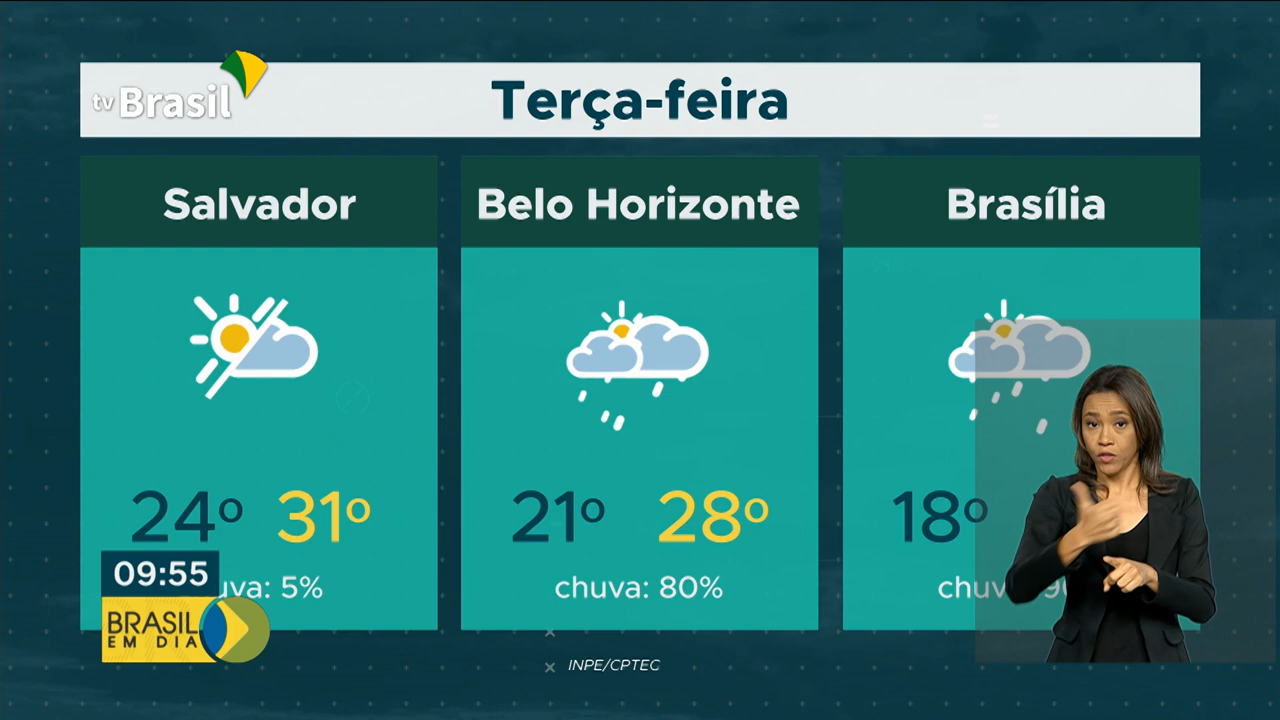 tv Brasil
Terça-feira
Salvador
Belo Horizonte
Brasília
24º 31º
21º 28º
18º
5%
chuva: 80%
09:55
BRASIL
EM DIA
INPE/CPTEC